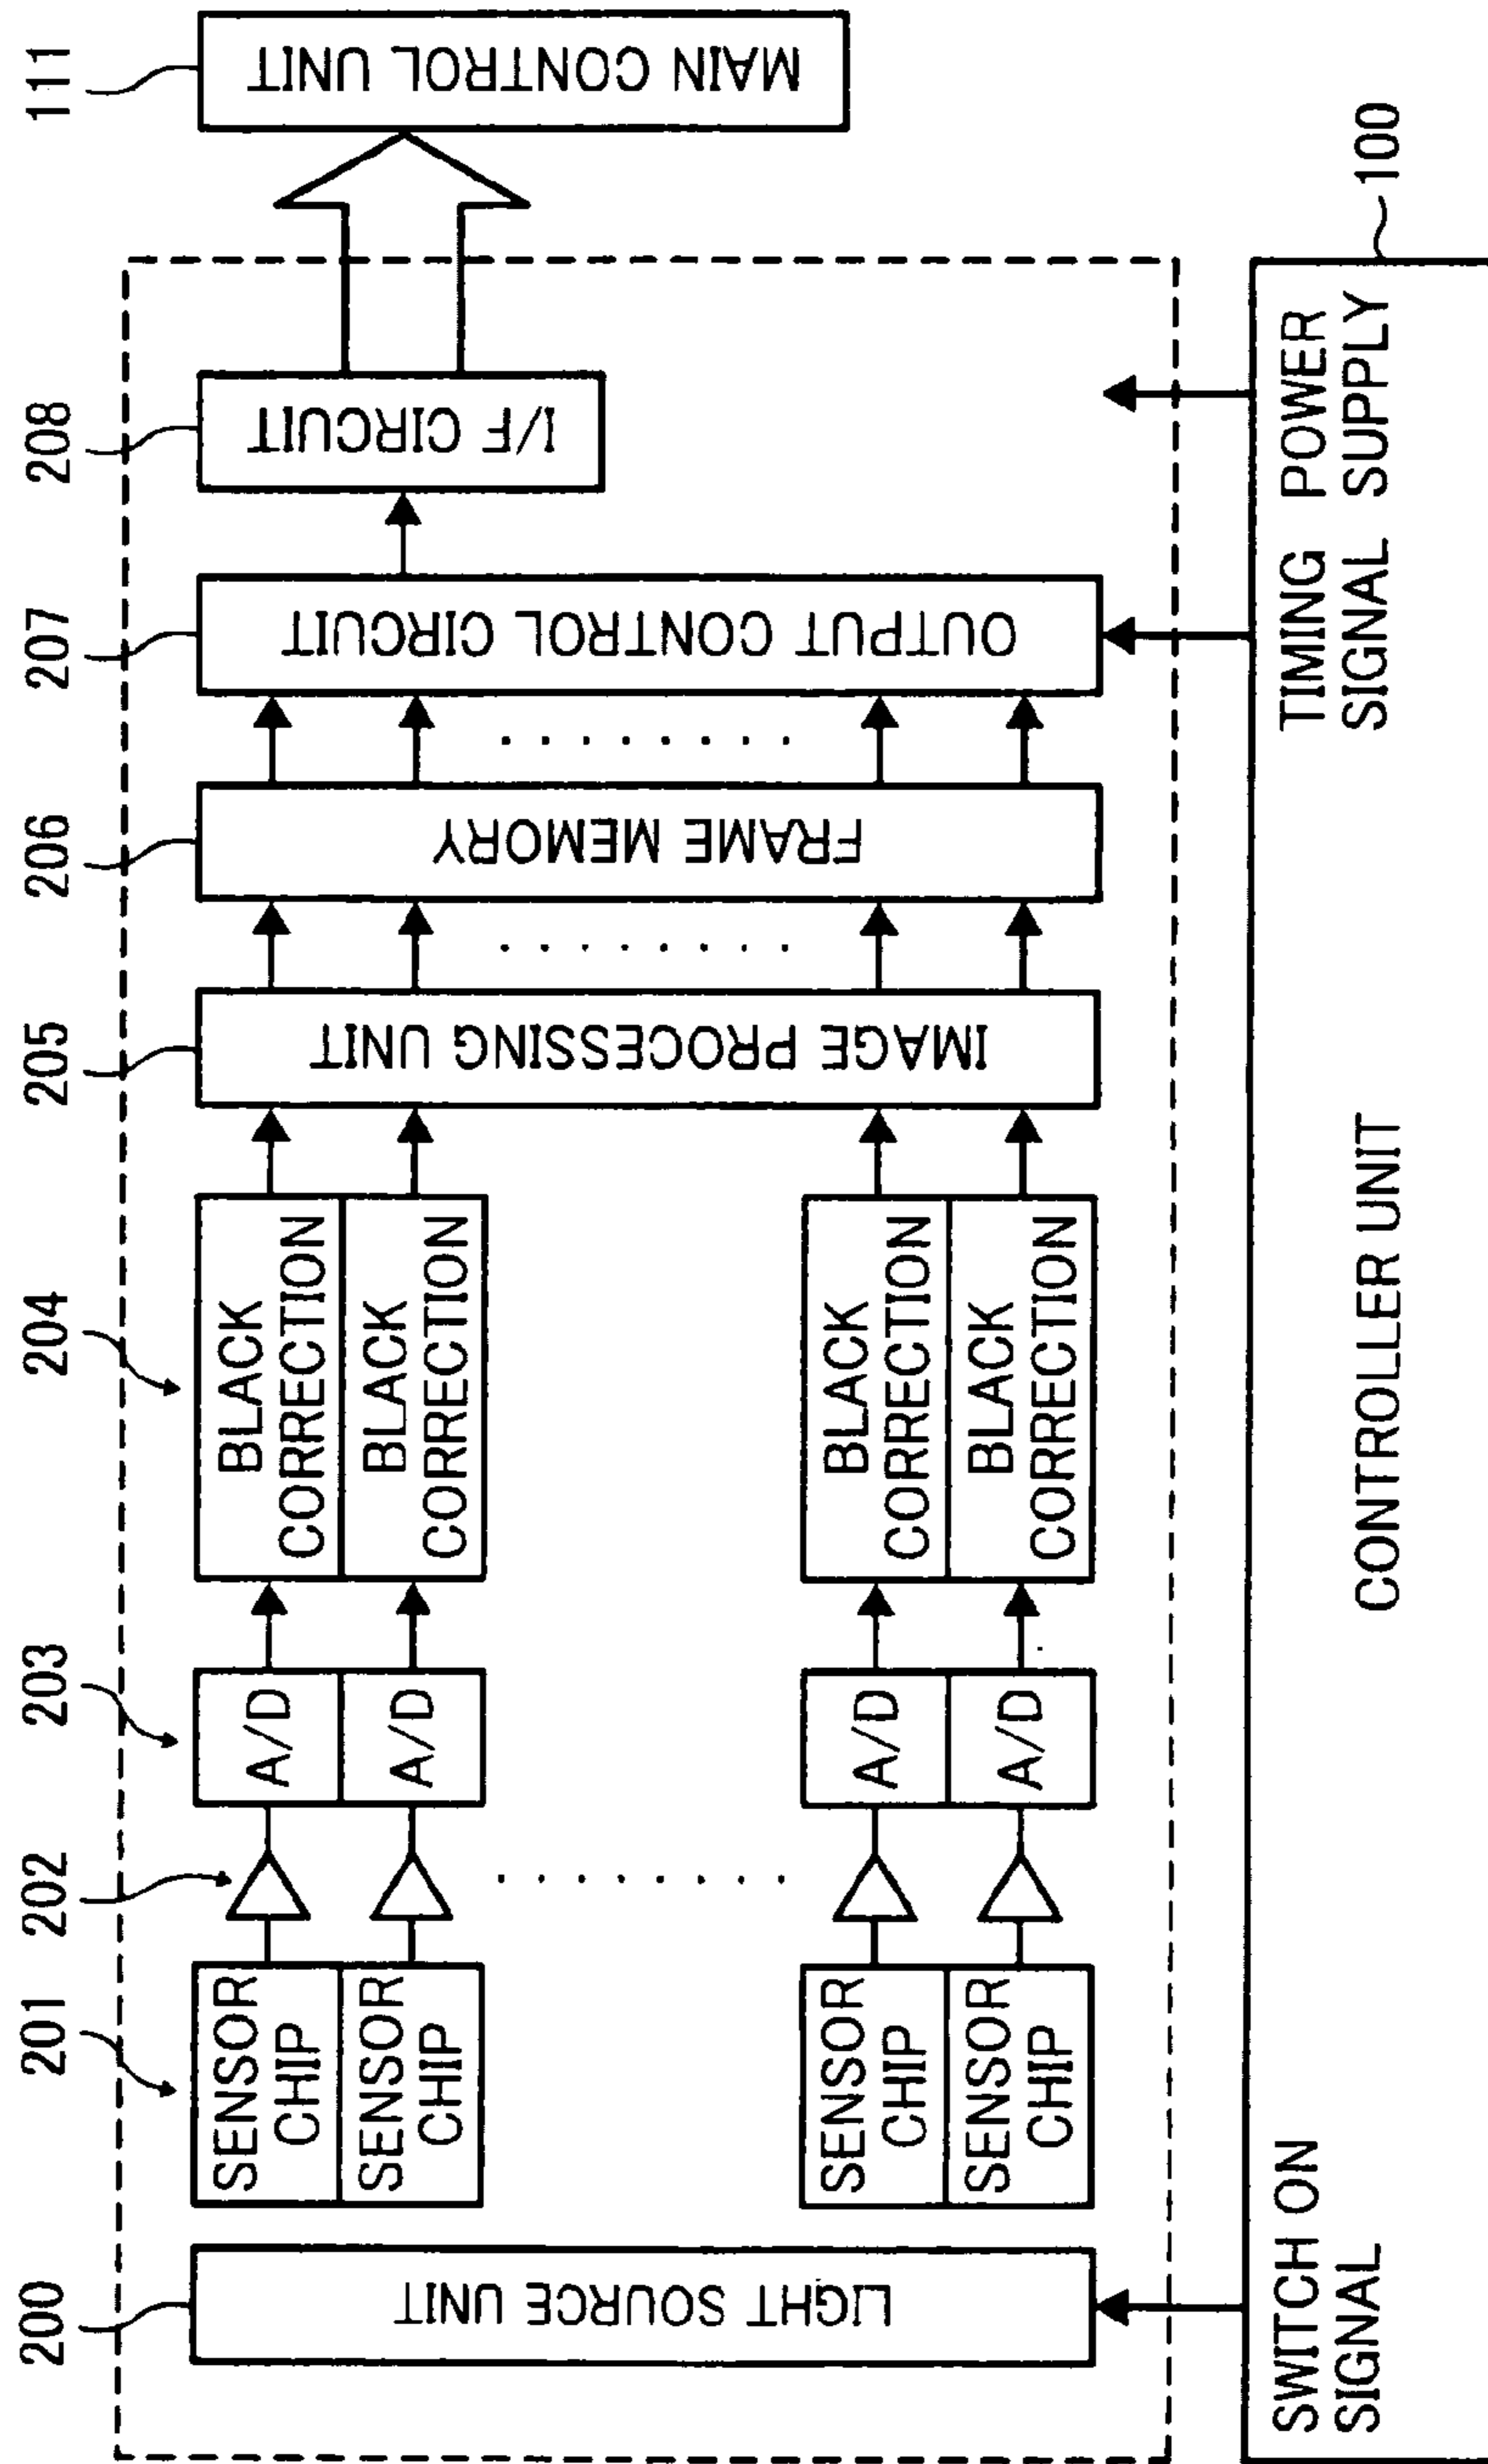 200
201
202
203
204
205
206
207
208
111
LIGHT SOURCE UNIT
SENSOR
CHIP
SENSOR
CHIP
SENSOR
CHIP
SENSOR
CHIP
A/D
A/D
A/D
A/D
BLACK
CORRECTION
BLACK
CORRECTION
BLACK
CORRECTION
BLACK
CORRECTION
IMAGE PROCESSING UNIT
FRAME MEMORY
OUTPUT CONTROL CIRCUIT
I/F CIRCUIT
MAIN CONTROL UNIT
SWITCH ON
SIGNAL
TIMING POWER
SIGNAL SUPPLY
CONTROLLER UNIT
100